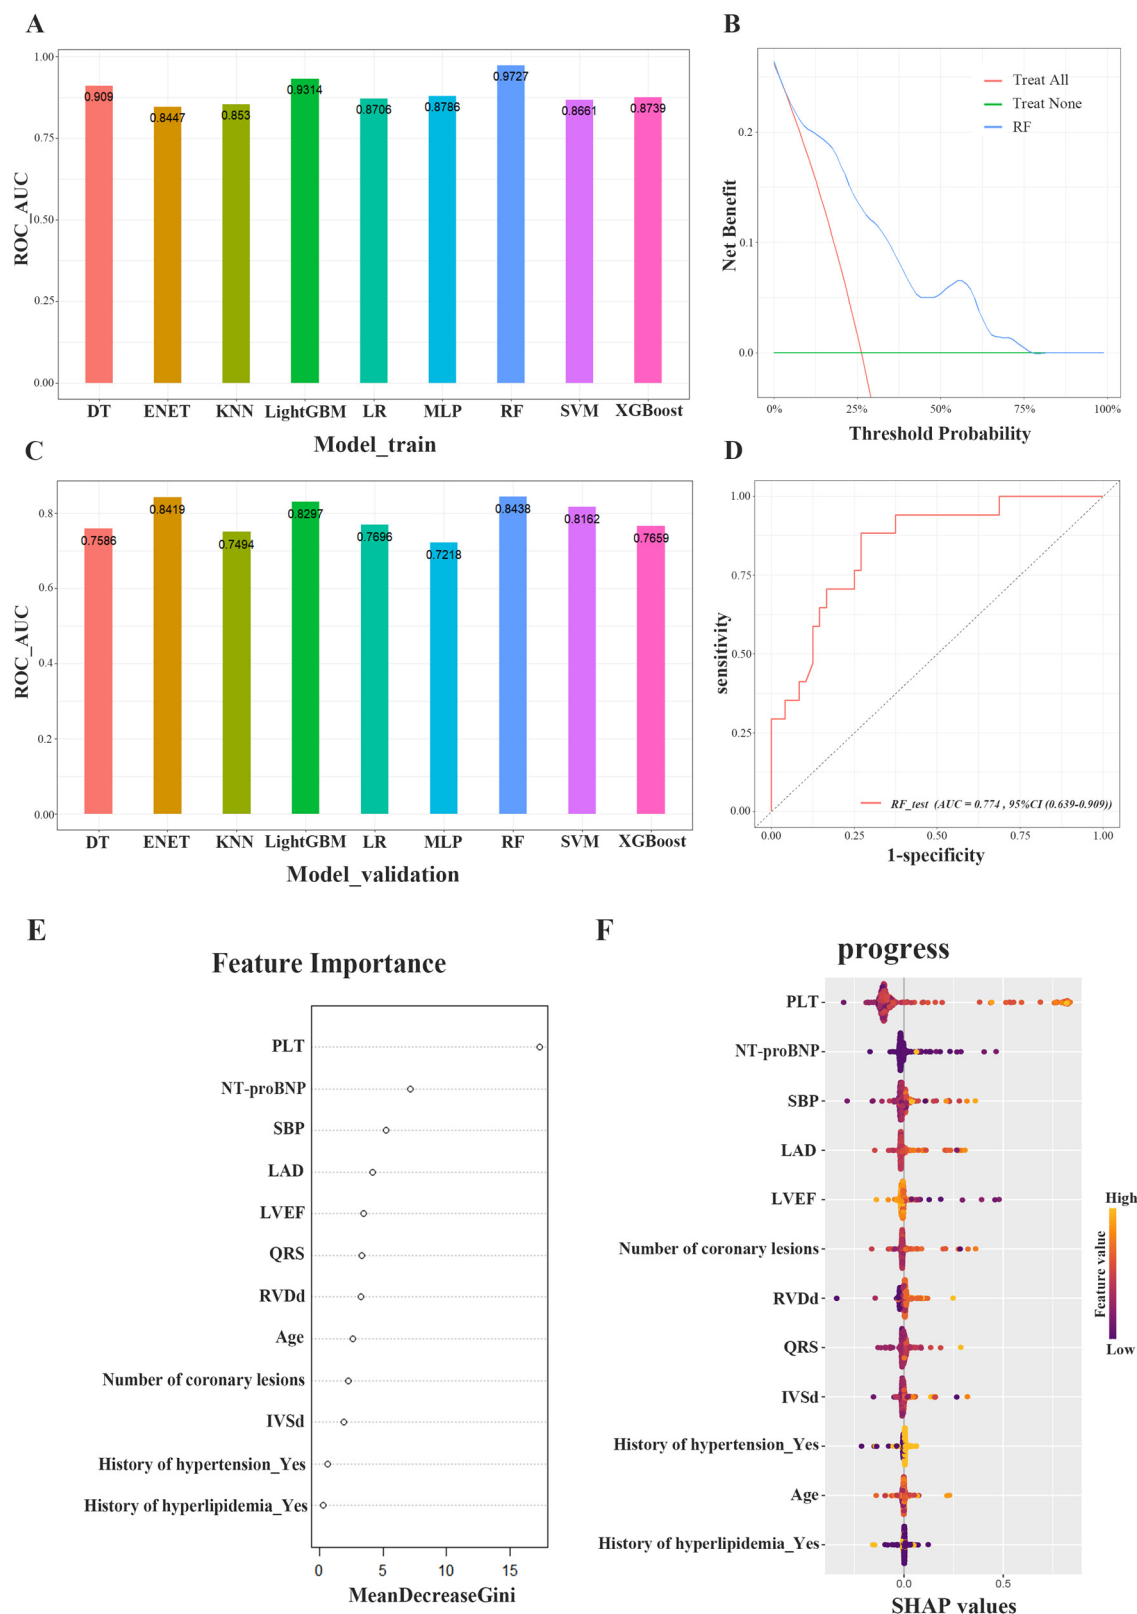 A
1.00
0.75
0.50
0.25
0.00
ROC_AUC
0.909
0.8447
0.853
0.9314
0.8706
0.8786
0.9727
0.8661
0.8739
DT
ENET
KNN
LightGBM
LR
MLP
RF
SVM
XGBoost
Model_train
B
Treat All
Treat None
RF
0.2
0.1
0.0
Net Benefit
0%
25%
50%
75%
100%
Threshold Probability
C
0.8
0.6
0.4
0.2
0.00
ROC_AUC
0.7586
0.8419
0.7494
0.8297
0.7696
0.7218
0.8438
0.8162
0.7659
DT
ENET
KNN
LightGBM
LR
MLP
RF
SVM
XGBoost
Model_validation
D
1.00
0.75
0.50
0.25
0.00
sensitivity
RF_test (AUC = 0.774 , 95%CI (0.639-0.909))
0.00
0.25
0.50
0.75
1.00
1-specificity
E
Feature Importance
PLT
NT-proBNP
SBP
LAD
LVEF
QRS
RVDd
Age
Number of coronary lesions
IVSd
History of hypertension_Yes
History of hyperlipidemia_Yes
0
5
10
15
MeanDecreaseGini
F
progress
PLT
NT-proBNP
SBP
LAD
LVEF
Number of coronary lesions
RVDd
QRS
IVSd
History of hypertension_Yes
Age
History of hyperlipidemia_Yes
0.0
0.5
SHAP values
High
Feature value
Low